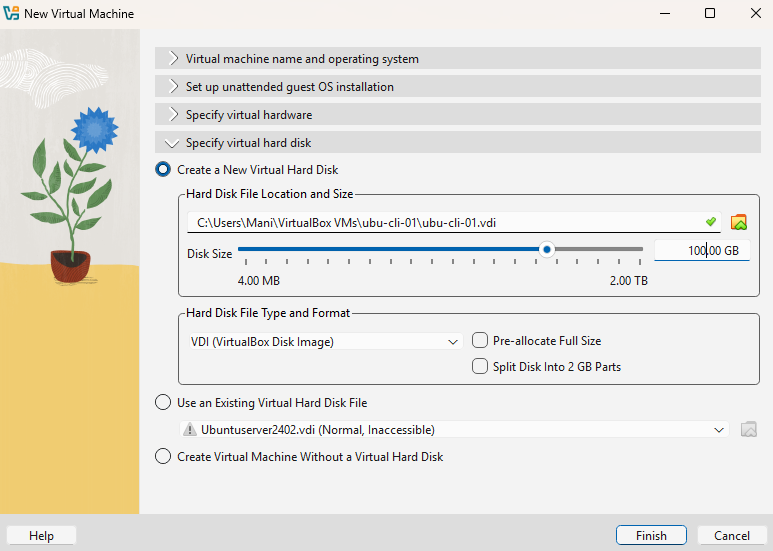 New Virtual Machine
Virtual machine name and operating system
Set up unattended guest OS installation
Specify virtual hardware
Specify virtual hard disk
Create a New Virtual Hard Disk
Hard Disk File Location and Size
C:\Users\Mani\VirtualBox VMs\ubu-cli-01\ubu-cli-01.vdi
Disk Size
100.00 GB
4.00 MB
2.00 TB
Hard Disk File Type and Format
VDI (VirtualBox Disk Image)
Pre-allocate Full Size
Split Disk Into 2 GB Parts
Use an Existing Virtual Hard Disk File
Ubuntuserver2402.vdi (Normal, Inaccessible)
Create Virtual Machine Without a Virtual Hard Disk
Help
Finish
Cancel